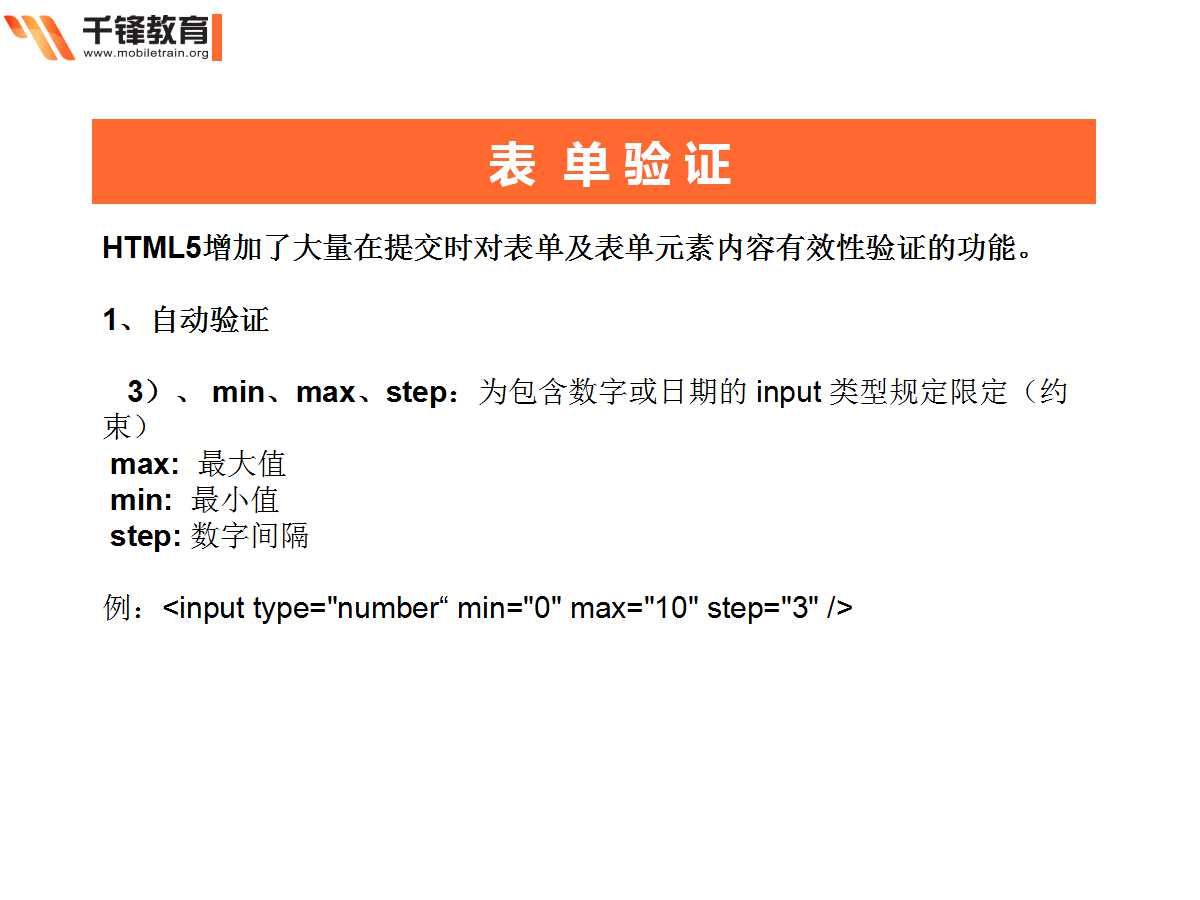 千锋教育
www.mobiletrain.org
表 单 验 证
HTML5增加了大量在提交时对表单及表单元素内容有效性验证的功能。
1、自动验证
3）、 min、max、step：为包含数字或日期的 input 类型规定限定（约
束）
max: 最大值
min: 最小值
step: 数字间隔
例：<input type="number“ min="0" max="10" step="3" />